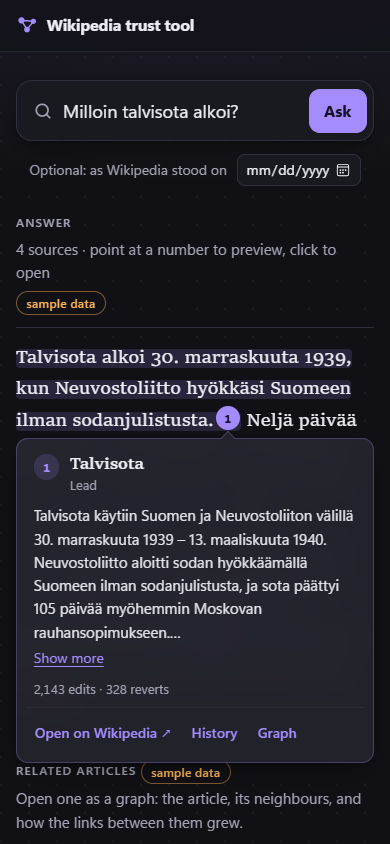 Wikipedia trust tool
Milloin talvisota alkoi?
Ask
Optional: as Wikipedia stood on
mm/dd/yyyy
ANSWER
4 sources · point at a number to preview, click to
open
sample data
Talvisota alkoi 30. marraskuuta 1939,
kun Neuvostoliitto hyökkäsi Suomeen
ilman sodanjulistusta. 1 Neljä päivää
1 Talvisota
Lead
Talvisota käytiin Suomen ja Neuvostoliiton välillä
30. marraskuuta 1939 – 13. maaliskuuta 1940.
Neuvostoliitto aloitti sodan hyökkäämällä
Suomeen ilman sodanjulistusta, ja sota päättyi
105 päivää myöhemmin Moskovan
rauhansopimukseen.…
Show more
2,143 edits · 328 reverts
Open on Wikipedia ↗ History Graph
RELATED ARTICLES sample data
Open one as a graph: the article, its neighbours, and
how the links between them grew.